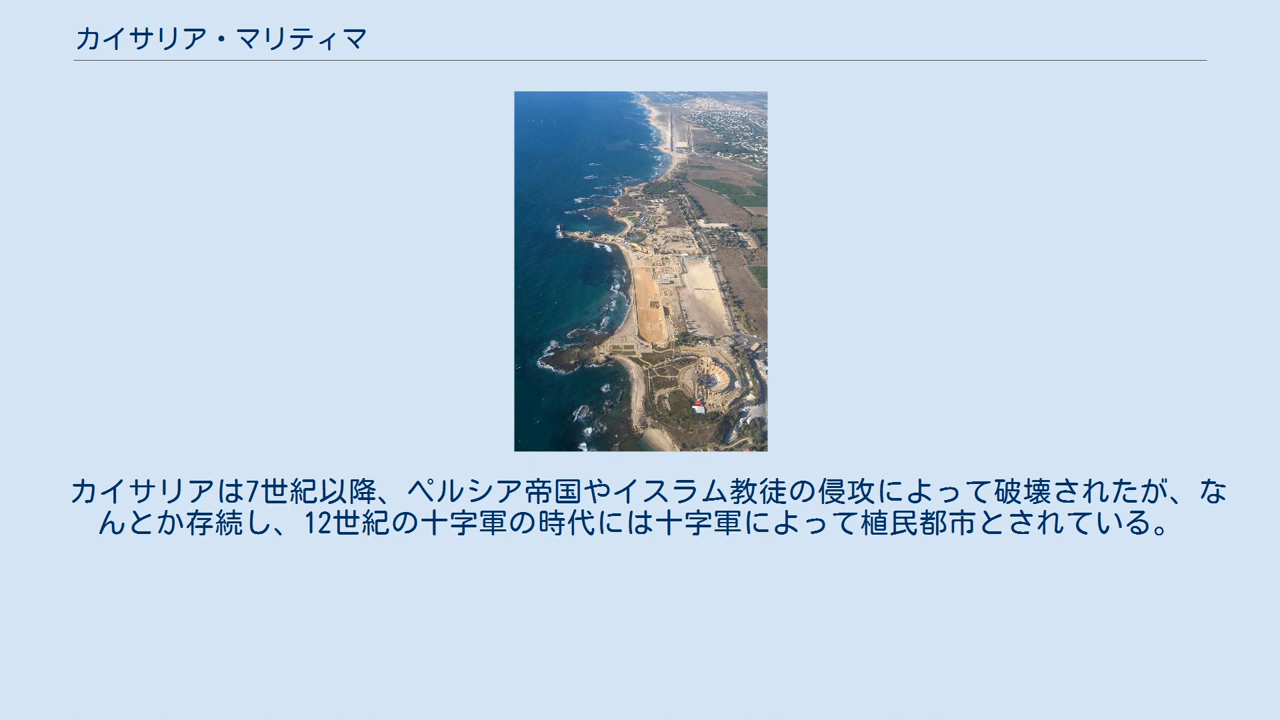 カイサリア・マリティマ
カイサリアは7世紀以降、ペルシア帝国やイスラム教徒の侵攻によって破壊されたが、な
んとか存続し、12世紀の十字軍の時代には十字軍によって植民都市とされている。